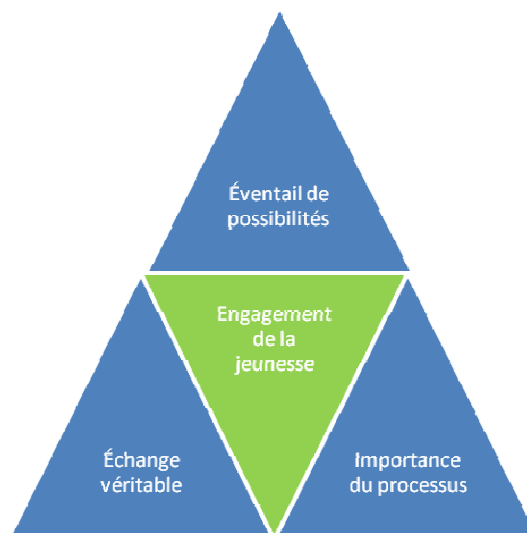 Éventail de
possibilités
Engagement
de la
jeunesse
Échange
véritable
Importance
du processus